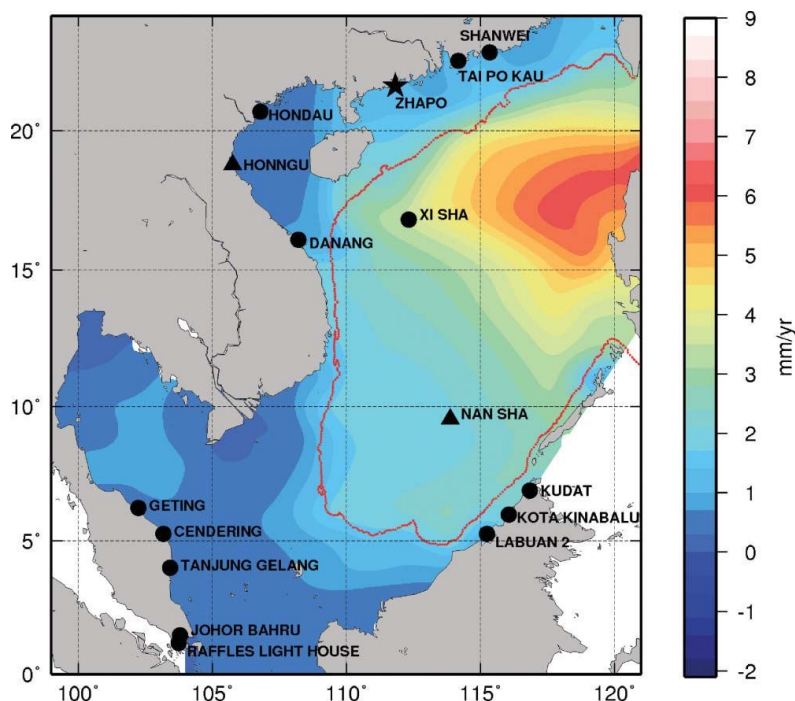 SHANWEI
TAI PO KAU
ZHAPO
HONDAU
HONNGU
XI SHA
DANANG
NAN SHA
GETING
KUDAT
CENDERING
KOTA KINABALU
LABUAN 2
TANJUNG GELANG
JOHOR BAHRU
RAFFLES LIGHT HOUSE
20˚
15˚
10˚
5˚
0˚
100˚ 105˚ 110˚ 115˚ 120˚
9
8
7
6
5
4
3
2
1
0
-1
-2
mm/yr